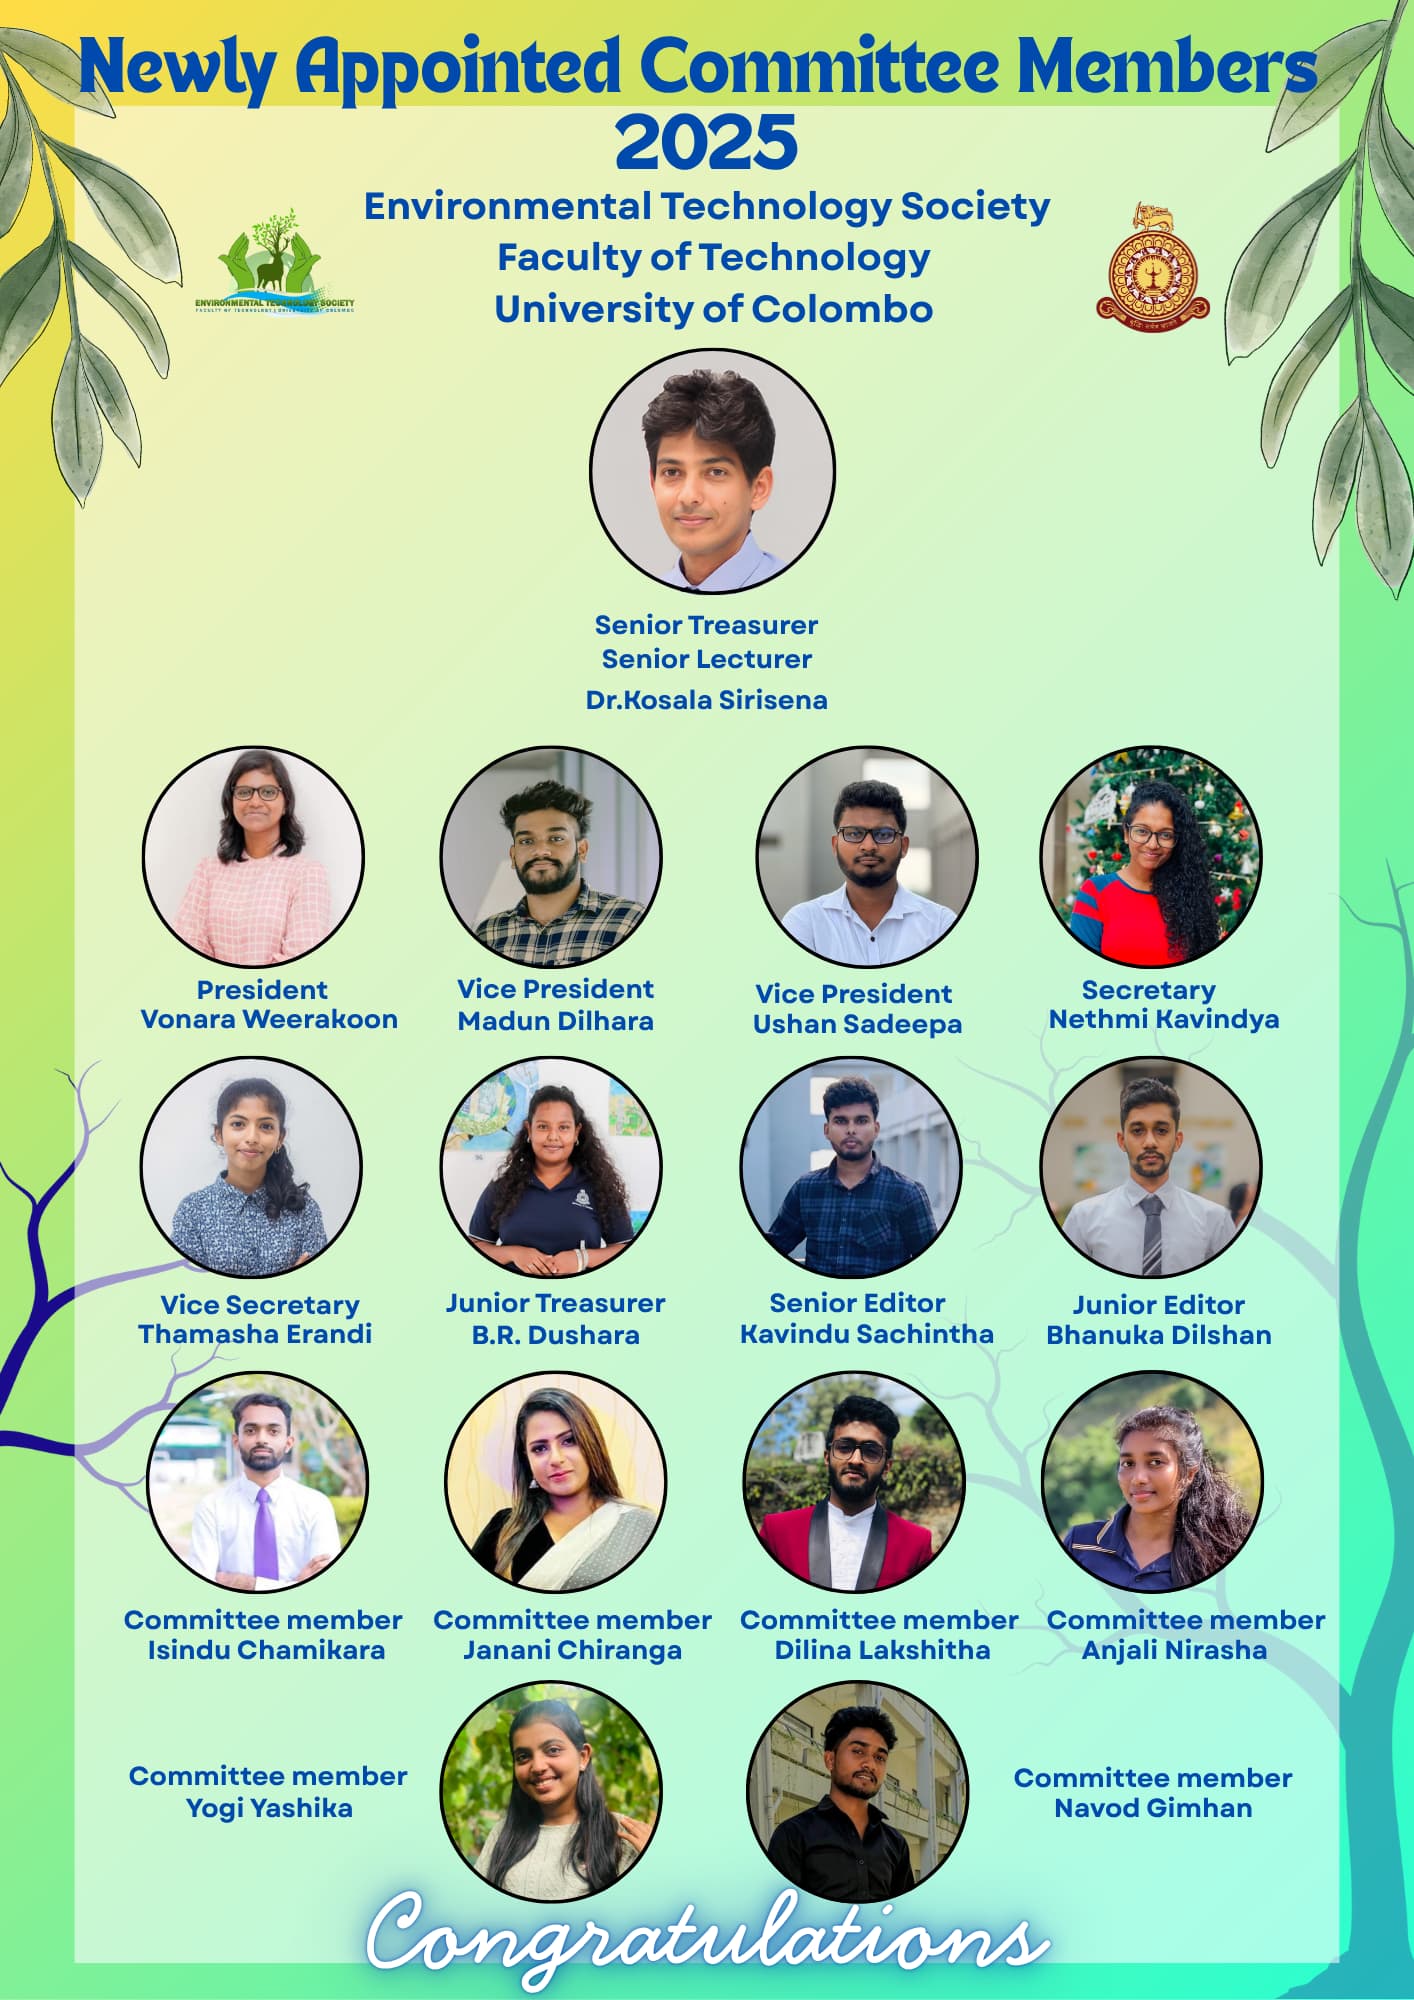 Newly Appointed Committee Members
2025
Environmental Technology Society
Faculty of Technology
University of Colombo
ENVIRONMENTAL TECHNOLOGY SOCIETY
FACULTY OF TECHNOLOGY | UNIVERSITY OF COLOMBO
Senior Treasurer
Senior Lecturer
Dr.Kosala Sirisena
President
Vonara Weerakoon
Vice President
Madun Dilhara
Vice President
Ushan Sadeepa
Secretary
Nethmi Kavindya
Vice Secretary
Thamasha Erandi
Junior Treasurer
B.R. Dushara
Senior Editor
Kavindu Sachintha
Junior Editor
Bhanuka Dilshan
Committee member
Isindu Chamikara
Committee member
Janani Chiranga
Committee member
Dilina Lakshitha
Committee member
Anjali Nirasha
Committee member
Yogi Yashika
Committee member
Navod Gimhan
Congratulations